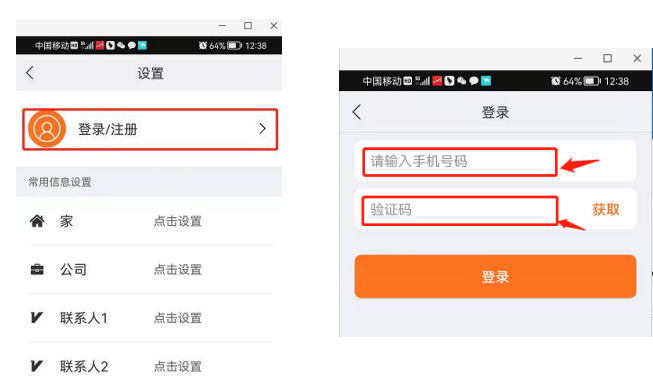 中国移动 HD 64% 12:38
设置
登录/注册
常用信息设置
家 点击设置
公司 点击设置
联系人1 点击设置
联系人2 点击设置
中国移动 HD 64% 12:38
登录
请输入手机号码
验证码 获取
登录